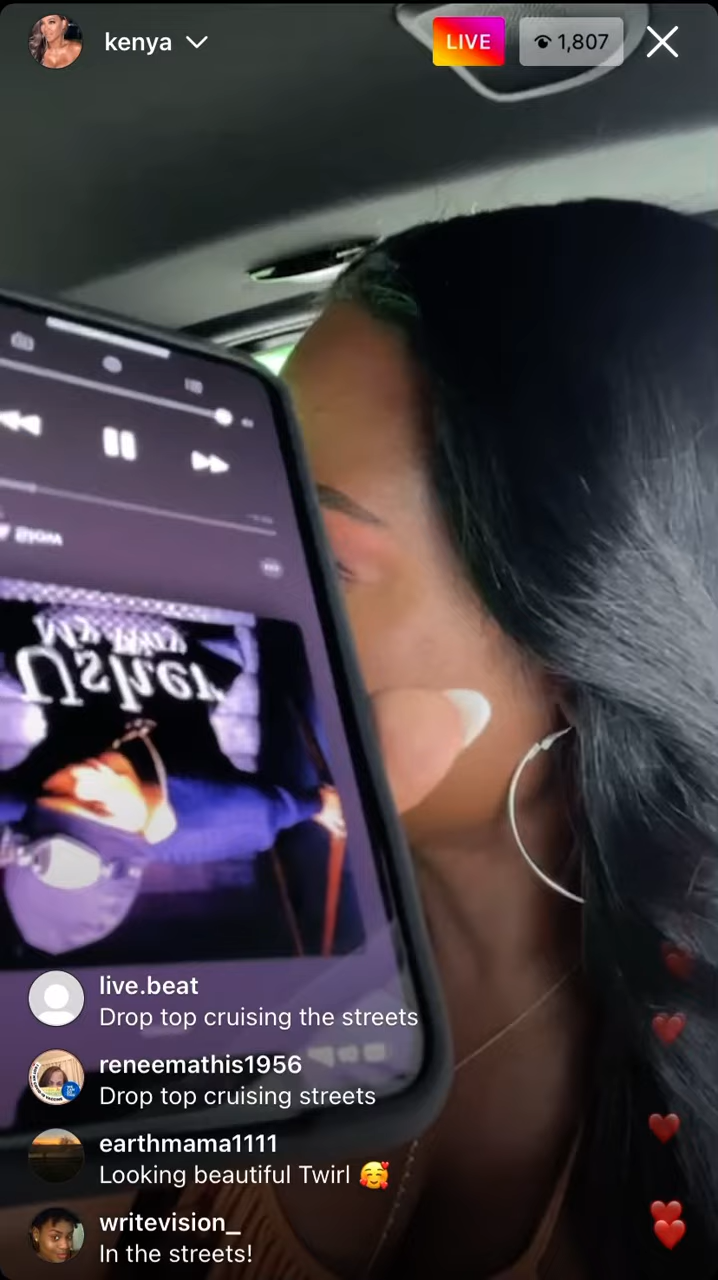 kenya
LIVE
1,807
Slow
My Way
Usher
live.beat
Drop top cruising the streets
reneemathis1956
Drop top cruising streets
earthmama1111
Looking beautiful Twirl 🥰
writevision_
In the streets!